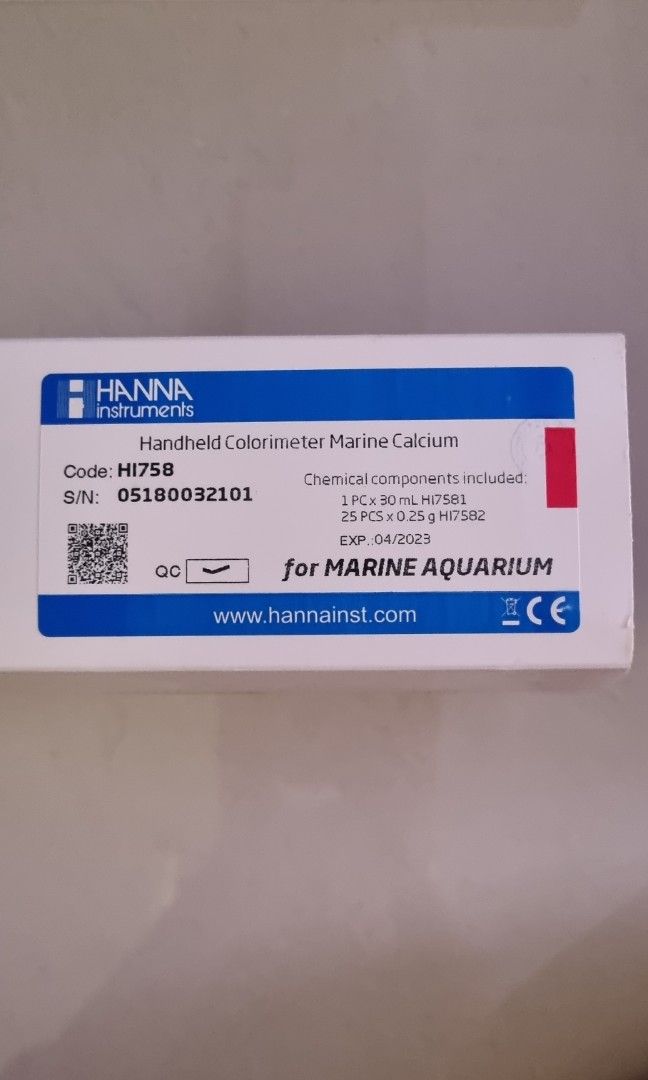 HANNA
instruments
Handheld Colorimeter Marine Calcium
Code: HI758
S/N: 05180032101
Chemical components included:
1 PC x 30 mL HI7581
25 PCS x 0.25 g HI7582
EXP.:04/2023
QC
for MARINE AQUARIUM
www.hannainst.com
CE